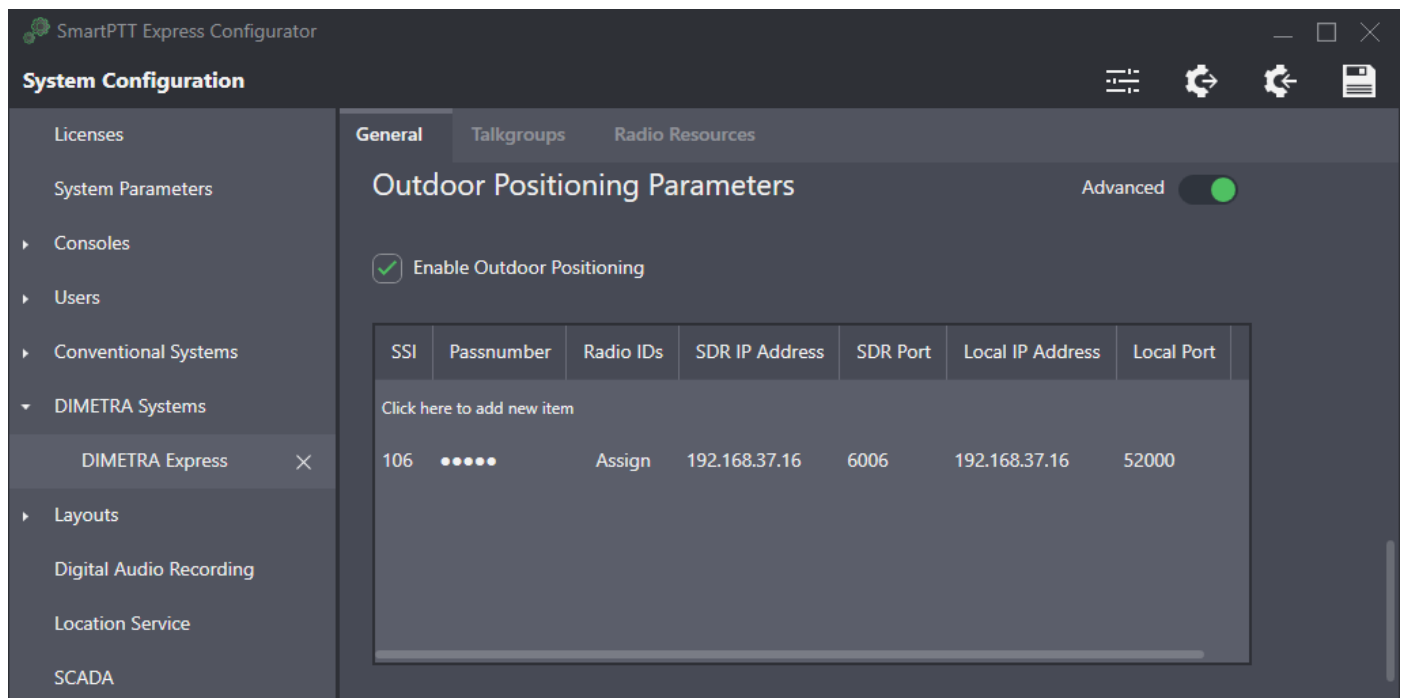 SmartPTT Express Configurator
System Configuration
Licenses
System Parameters
Consoles
Users
Conventional Systems
DIMETRA Systems
DIMETRA Express
Layouts
Digital Audio Recording
Location Service
SCADA
General Talkgroups Radio Resources
Outdoor Positioning Parameters Advanced
Enable Outdoor Positioning
SSI Passnumber Radio IDs SDR IP Address SDR Port Local IP Address Local Port
Click here to add new item
106 ●●●●● Assign 192.168.37.16 6006 192.168.37.16 52000